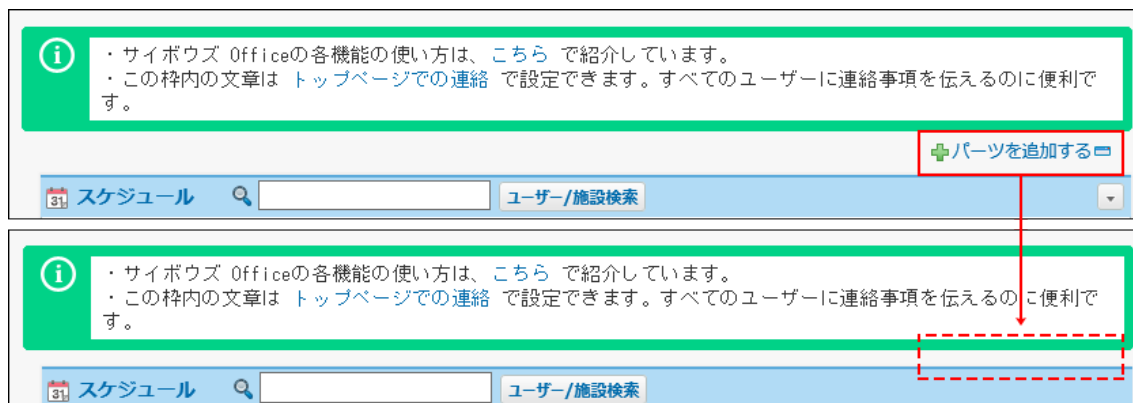 ・サイボウズ Officeの各機能の使い方は、こちら で紹介しています。
・この枠内の文章は トップページでの連絡 で設定できます。すべてのユーザーに連絡事項を伝えるのに便利で
す。
パーツを追加する
31 スケジュール ユーザー/施設検索
・サイボウズ Officeの各機能の使い方は、こちら で紹介しています。
・この枠内の文章は トップページでの連絡 で設定できます。すべてのユーザーに連絡事項を伝えるのに便利で
す。
31 スケジュール ユーザー/施設検索